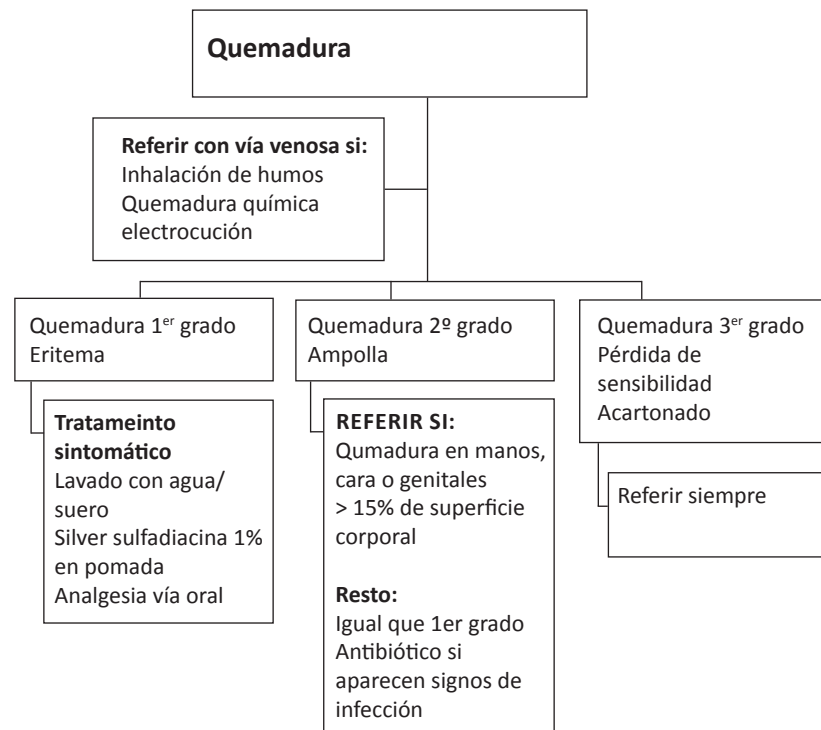 Quemadura
Referir con vía venosa si:
Inhalación de humos
Quemadura química
electrocución
Quemadura 1er grado
Eritema
Tratameinto
sintomático
Lavado con agua/
suero
Silver sulfadiacina 1%
en pomada
Analgesia vía oral
Quemadura 2º grado
Ampolla
REFERIR SI:
Qumadura en manos,
cara o genitales
> 15% de superficie
corporal
Resto:
Igual que 1er grado
Antibiótico si
aparecen signos de
infección
Quemadura 3er grado
Pérdida de
sensibilidad
Acartonado
Referir siempre